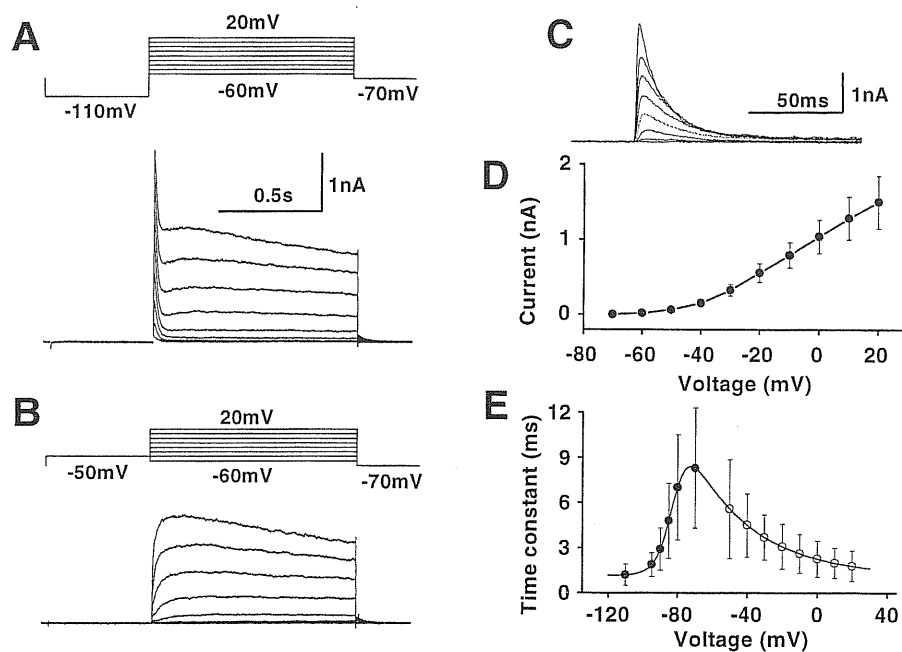 A
20mV
-60mV
-110mV
-70mV
0.5s
1nA
B
20mV
-50mV
-60mV
-70mV
C
50ms
1nA
D
Current (nA)
2
1
0
-80 -60 -40 -20 0 20
Voltage (mV)
E
Time constant (ms)
12
9
6
3
0
-120 -80 -40 0 40
Voltage (mV)